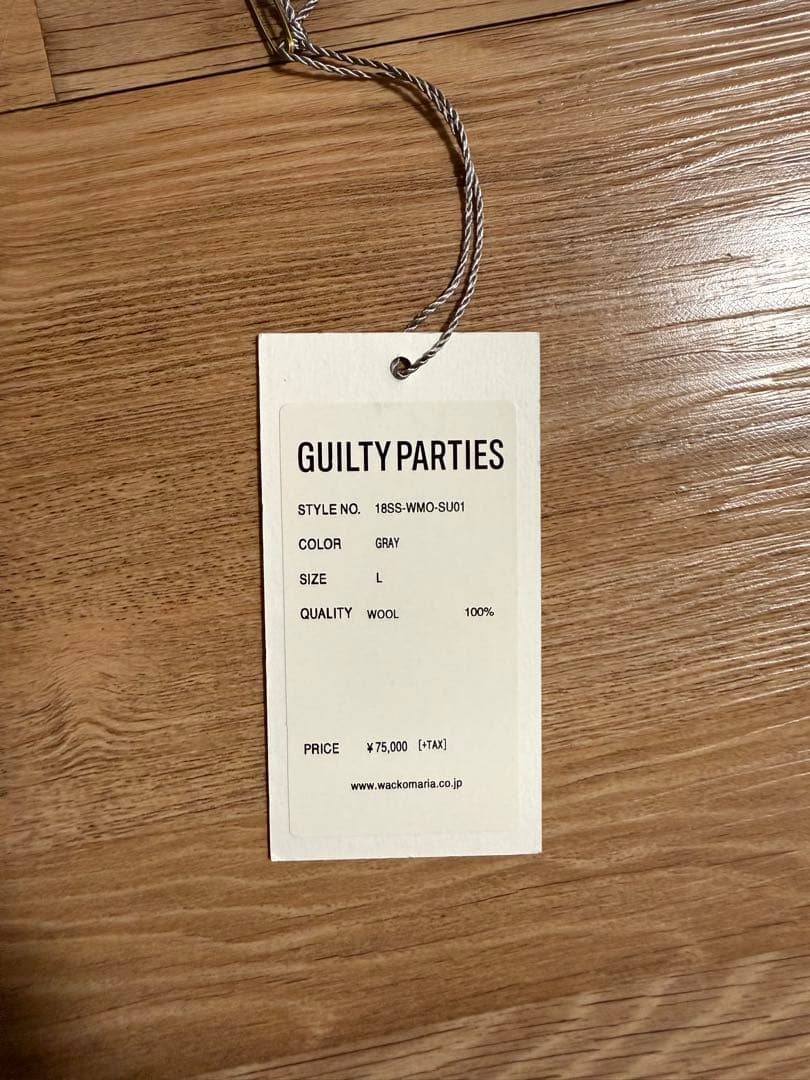 GUILTY PARTIES
STYLE NO. 18SS-WMO-SU01
COLOR GRAY
SIZE L
QUALITY WOOL 100%
PRICE ¥75,000 [+TAX]
www.wackomaria.co.jp